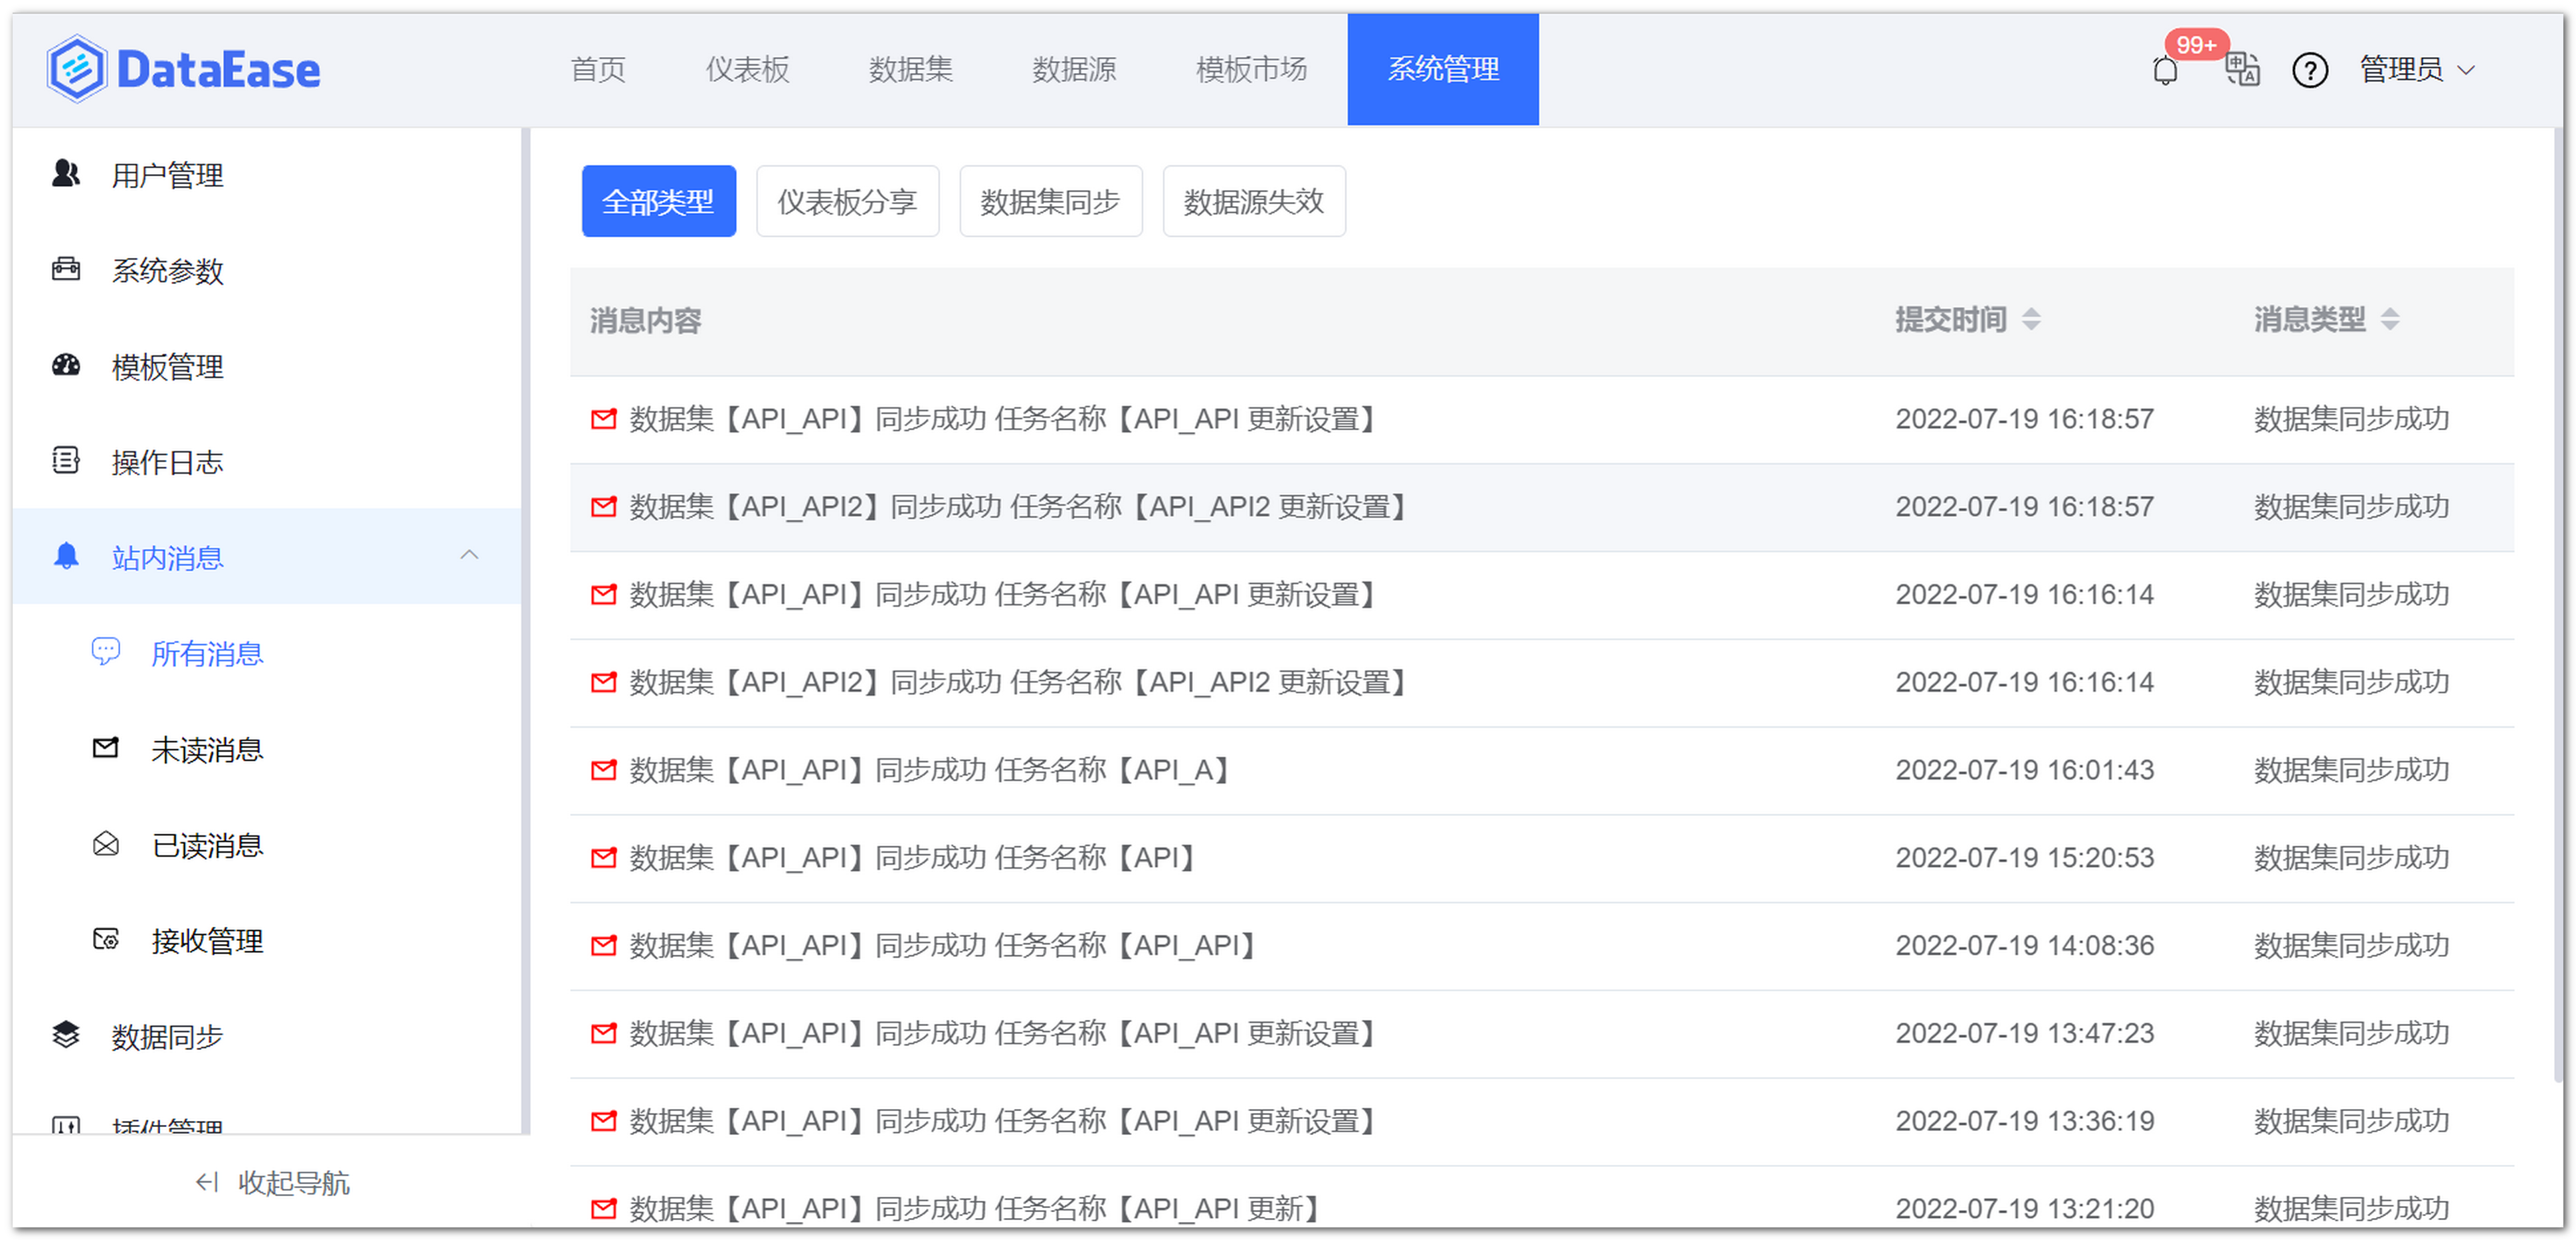 DataEase 首页 仪表板 数据集 数据源 模板市场 系统管理 99+ 管理员
用户管理
系统参数
模板管理
操作日志
站内消息
所有消息
未读消息
已读消息
接收管理
数据同步
插件管理
收起导航
全部类型 仪表板分享 数据集同步 数据源失效
消息内容 提交时间 消息类型
数据集【API_API】同步成功 任务名称【API_API 更新设置】 2022-07-19 16:18:57 数据集同步成功
数据集【API_API2】同步成功 任务名称【API_API2 更新设置】 2022-07-19 16:18:57 数据集同步成功
数据集【API_API】同步成功 任务名称【API_API 更新设置】 2022-07-19 16:16:14 数据集同步成功
数据集【API_API2】同步成功 任务名称【API_API2 更新设置】 2022-07-19 16:16:14 数据集同步成功
数据集【API_API】同步成功 任务名称【API_A】 2022-07-19 16:01:43 数据集同步成功
数据集【API_API】同步成功 任务名称【API】 2022-07-19 15:20:53 数据集同步成功
数据集【API_API】同步成功 任务名称【API_API】 2022-07-19 14:08:36 数据集同步成功
数据集【API_API】同步成功 任务名称【API_API 更新设置】 2022-07-19 13:47:23 数据集同步成功
数据集【API_API】同步成功 任务名称【API_API 更新设置】 2022-07-19 13:36:19 数据集同步成功
数据集【API_API】同步成功 任务名称【API_API 更新】 2022-07-19 13:21:20 数据集同步成功